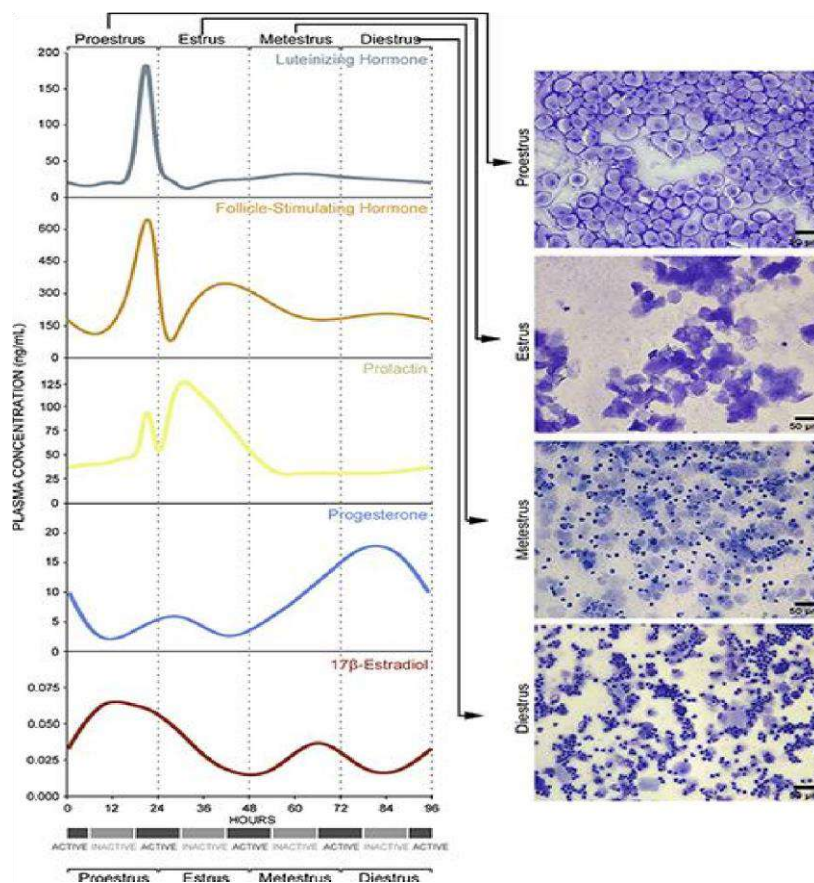 Proestrus Estrus Metestrus Diestrus
PLASMA CONCENTRATION (ng/mL)
Luteinizing Hormone
200
150
100
50
0
Follicle-Stimulating Hormone
600
450
300
150
0
Prolactin
125
100
75
50
25
0
Progesterone
20
15
10
5
0
17β-Estradiol
0.075
0.050
0.025
0.000
0 12 24 36 48 60 72 84 96
HOURS
ACTIVE INACTIVE ACTIVE INACTIVE ACTIVE INACTIVE ACTIVE INACTIVE ACTIVE
Proestrus Estrus Metestrus Diestrus
Proestrus
Estrus
50 µm
Metestrus
50 µm
Diestrus